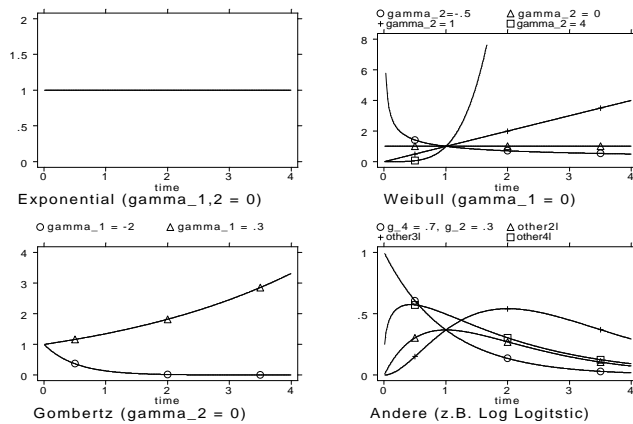 2
1.5
1
.5
0
0 1 2 3 4
time
Exponential (gamma_1,2 = 0)
gamma_2=-.5 gamma_2 = 0
gamma_2 = 1 gamma_2 = 4
8
6
4
2
0
0 1 2 3 4
time
Weibull (gamma_1 = 0)
gamma_1 = -2 gamma_1 = .3
4
3
2
1
0
0 1 2 3 4
time
Gombertz (gamma_2 = 0)
g_4 = .7, g_2 = .3 other2l
other3l other4l
1
.5
0
0 1 2 3 4
time
Andere (z.B. Log Logitstic)